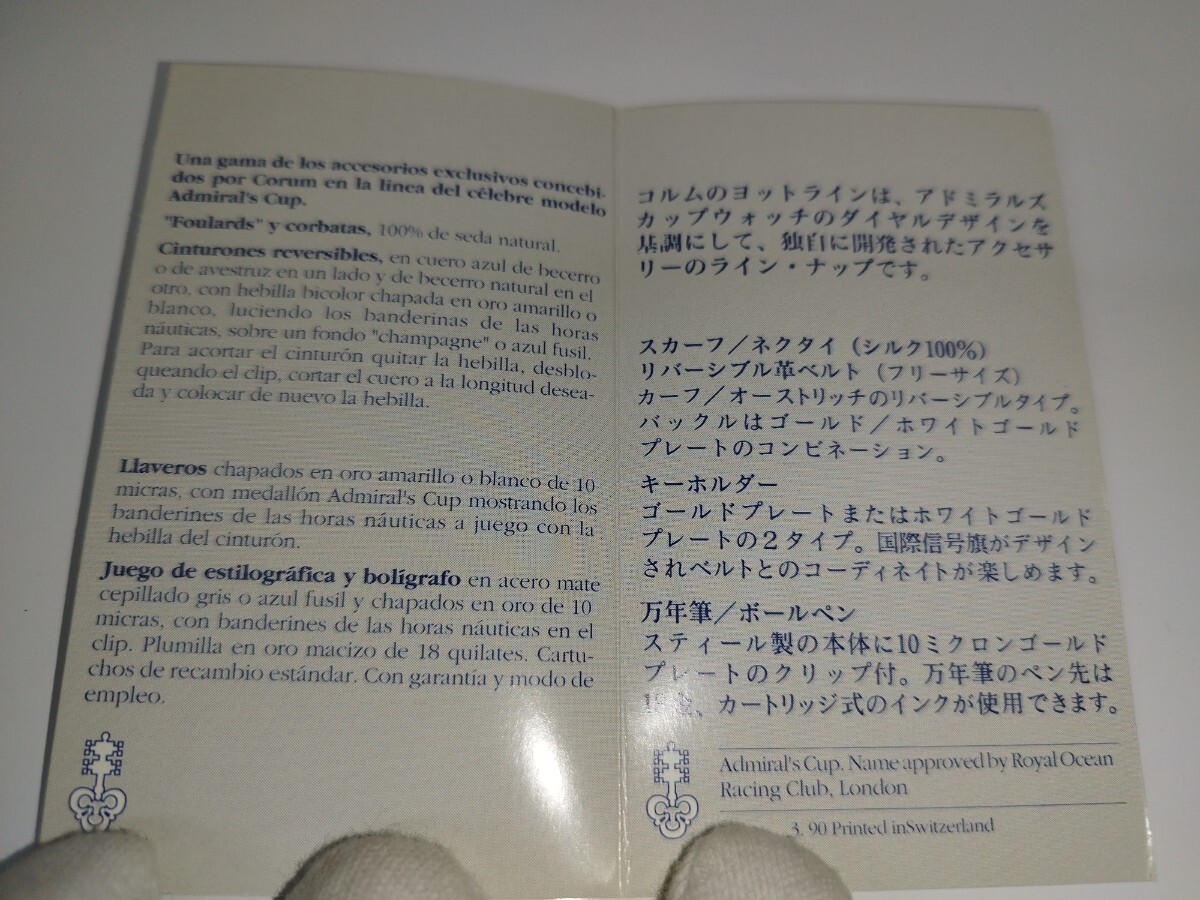 Una gama de los accesorios exclusivos concebi-
dos por Corum en la línea del célebre modelo
Admiral's Cup.
"Foulards" y corbatas, 100% de seda natural.
Cinturones reversibles, en cuero azul de becerro
o de avestruz en un lado y de becerro natural en el
otro, con hebilla bicolor chapada en oro amarillo o
blanco, luciendo los banderinas de las horas
náuticas, sobre un fondo "champagne" o azul fusil.
Para acortar el cinturón quitar la hebilla, desblo-
queando el clip, cortar el cuero a la longitud desea-
da y colocar de nuevo la hebilla.
Llaveros chapados en oro amarillo o blanco de 10
micras, con medallón Admiral's Cup mostrando los
banderines de las horas náuticas a juego con la
hebilla del cinturón.
Juego de estilográfica y bolígrafo en acero mate
cepillado gris o azul fusil y chapados en oro de 10
micras, con banderines de las horas náuticas en el
clip. Plumilla en oro macizo de 18 quilates. Cartu-
chos de recambio estándar. Con garantía y modo de
empleo.
コルムのヨットラインは、アドミラルズ
カップウォッチのダイヤルデザインを
基調にして、独自に開発されたアクセサ
リーのライン・ナップです。
スカーフ／ネクタイ（シルク100%）
リバーシブル革ベルト（フリーサイズ）
カーフ／オーストリッチのリバーシブルタイプ。
バックルはゴールド／ホワイトゴールド
プレートのコンビネーション。
キーホルダー
ゴールドプレートまたはホワイトゴールド
プレートの2タイプ。国際信号旗がデザイン
されベルトとのコーディネイトが楽しめます。
万年筆／ボールペン
スティール製の本体に10ミクロンゴールド
プレートのクリップ付。万年筆のペン先は
、カートリッジ式のインクが使用できます。
Admiral's Cup. Name approved by Royal Ocean
Racing Club, London
3. 90 Printed inSwitzerland